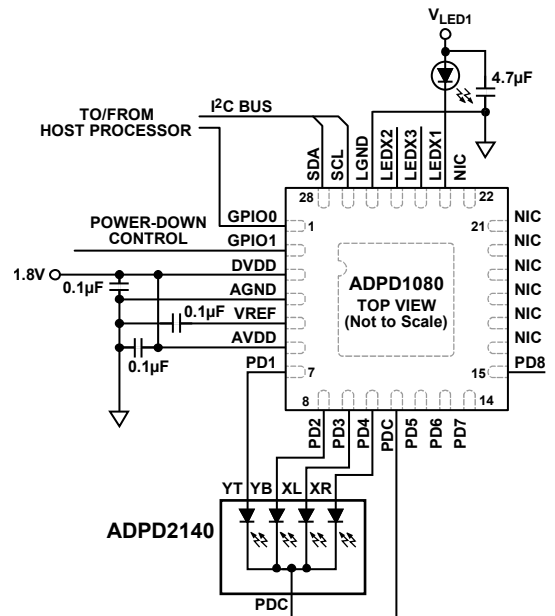 VLED1
4.7µF
I2C BUS
TO/FROM
HOST PROCESSOR
SDA
SCL
LGND
LEDX2
LEDX3
LEDX1
NIC
28
22
GPIO0
1
21
NIC
POWER-DOWN
CONTROL
GPIO1
NIC
1.8V
DVDD
NIC
0.1µF
AGND
NIC
0.1µF
VREF
NIC
AVDD
NIC
0.1µF
PD1
7
15
PD8
ADPD1080
TOP VIEW
(Not to Scale)
8
14
PD2
PD3
PD4
PDC
PD5
PD6
PD7
YT
YB
XL
XR
ADPD2140
PDC